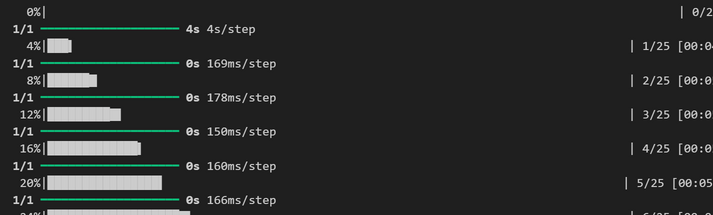 0%| | 0/2
1/1 ━━━━━━━━━━━━━━━━━━━━ 4s 4s/step
4%|███▌ | 1/25 [00:04
1/1 ━━━━━━━━━━━━━━━━━━━━ 0s 169ms/step
8%|███████ | 2/25 [00:0
1/1 ━━━━━━━━━━━━━━━━━━━━ 0s 178ms/step
12%|██████████▌ | 3/25 [00:0
1/1 ━━━━━━━━━━━━━━━━━━━━ 0s 150ms/step
16%|█████████████▌ | 4/25 [00:0
1/1 ━━━━━━━━━━━━━━━━━━━━ 0s 160ms/step
20%|████████████████▌ | 5/25 [00:05
1/1 ━━━━━━━━━━━━━━━━━━━━ 0s 166ms/step